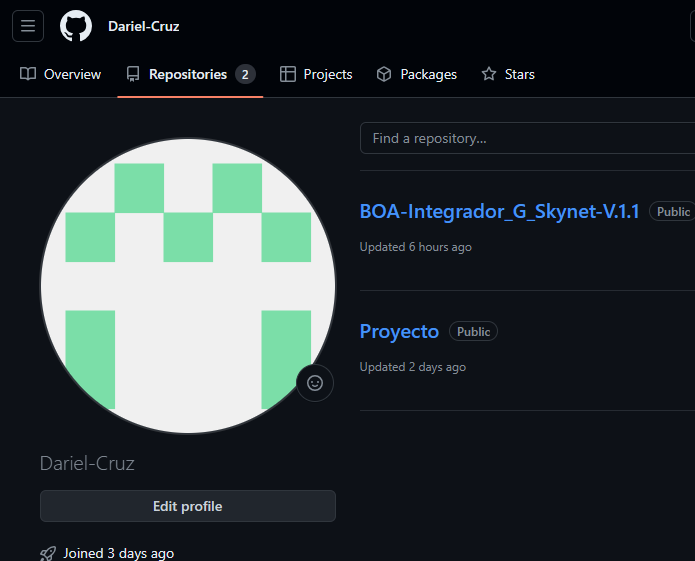 Dariel-Cruz
Overview
Repositories 2
Projects
Packages
Stars
Find a repository...
BOA-Integrador_G_Skynet-V.1.1 Public
Updated 6 hours ago
Proyecto Public
Updated 2 days ago
Dariel-Cruz
Edit profile
Joined 3 days ago